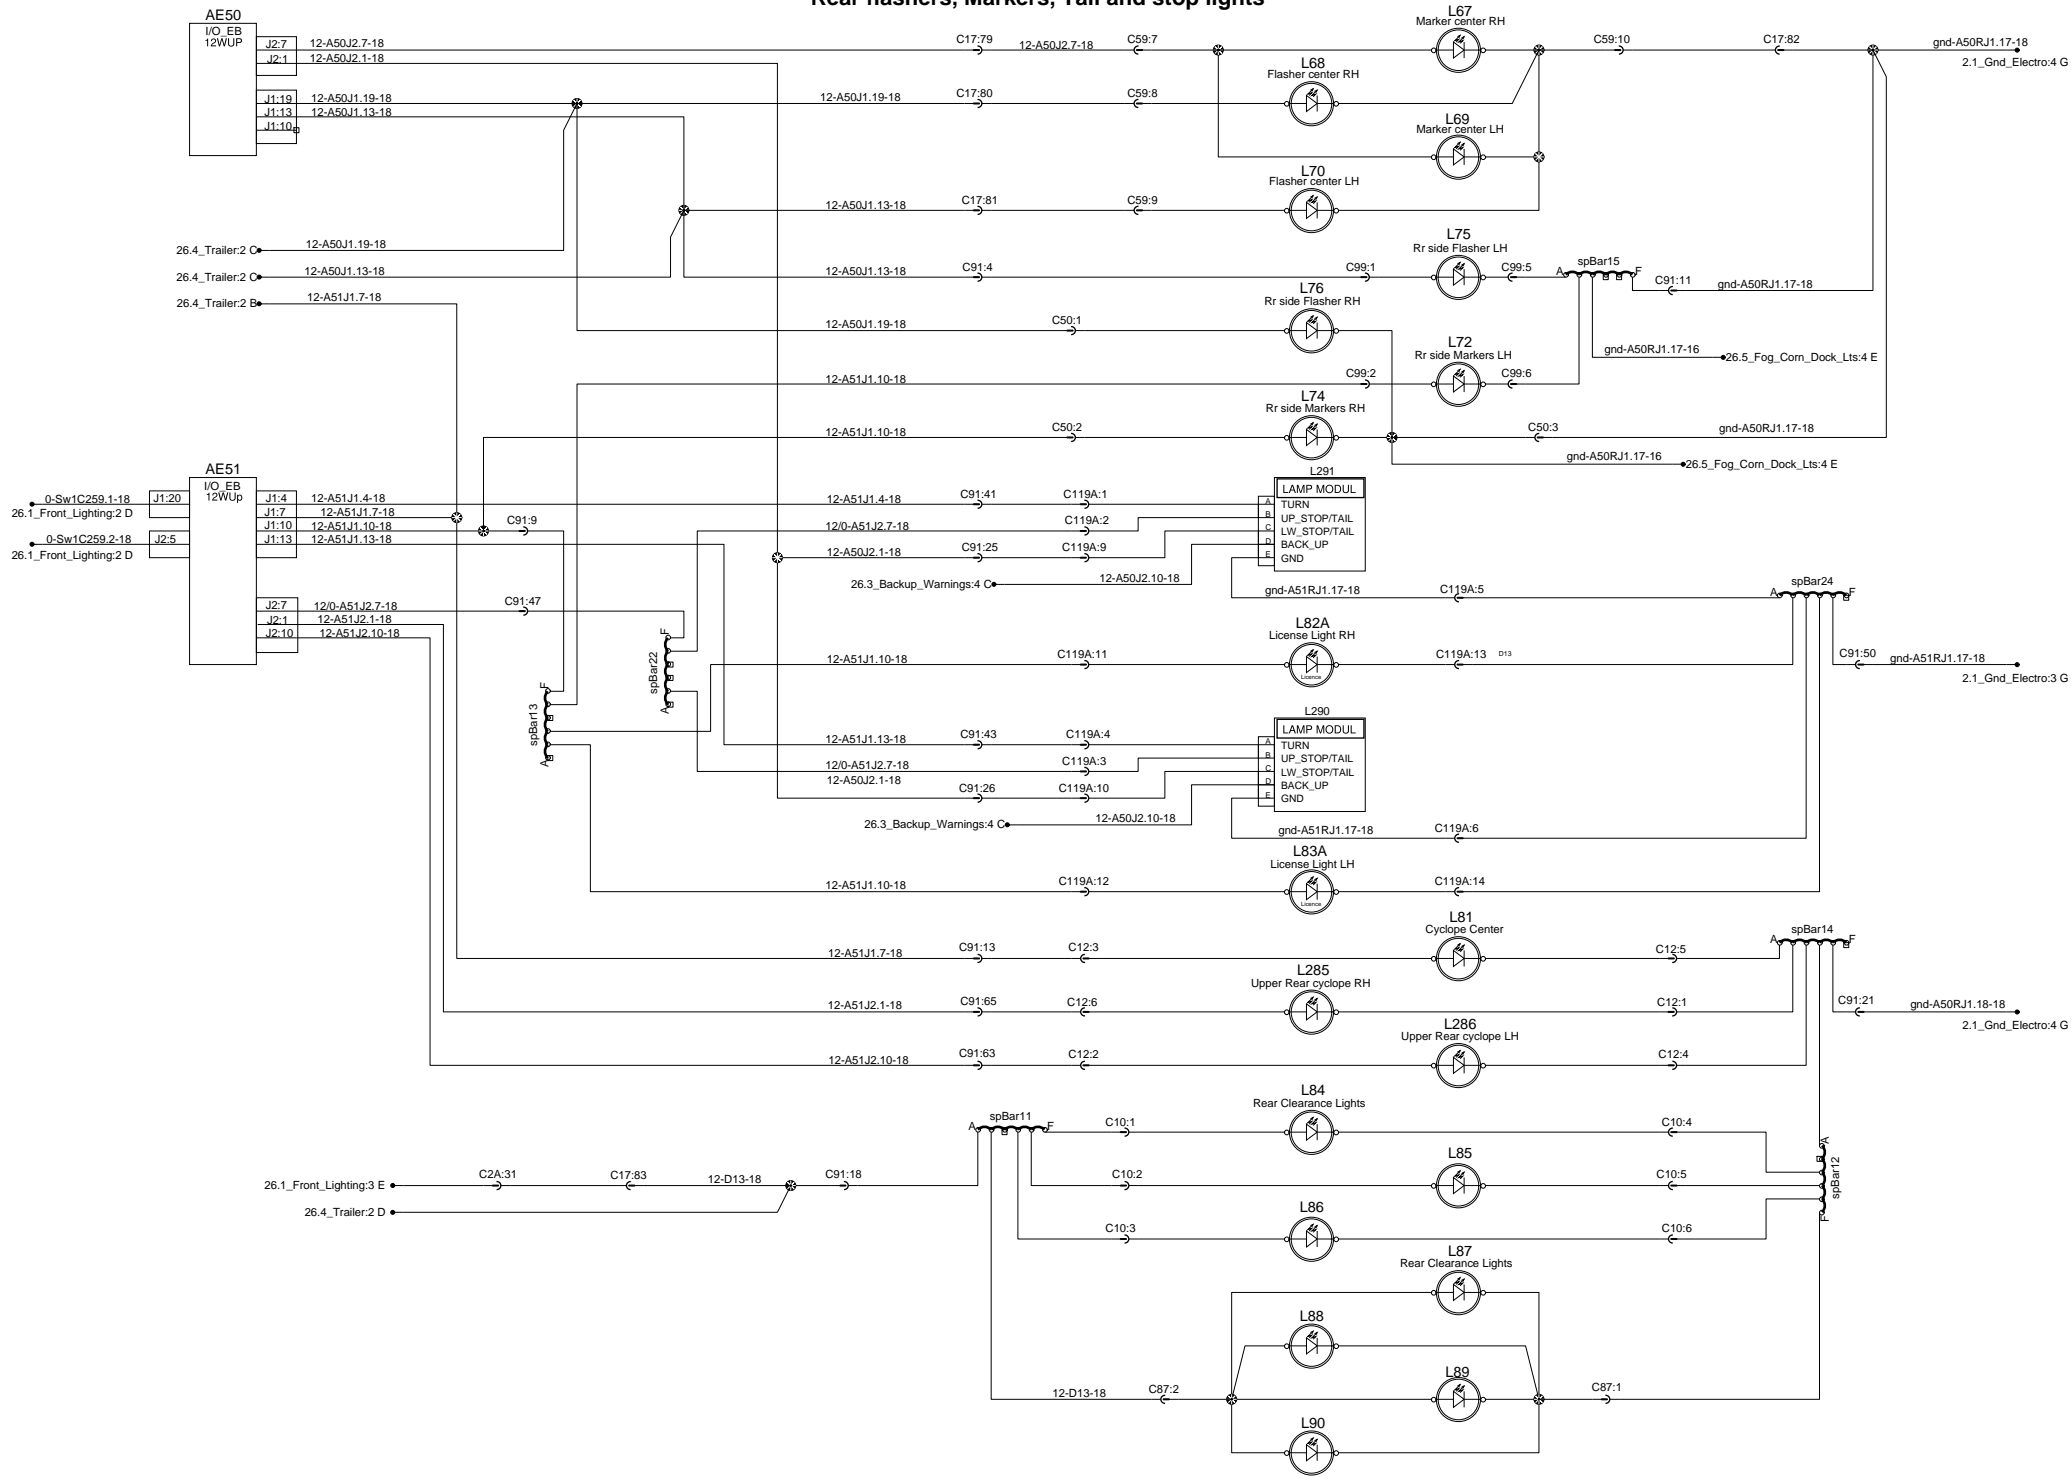 Rear flashers, Markers, Tail and stop lights
AE50
I/O_EB
12WUP
J2:7 12-A50J2.7-18 C17:79 12-A50J2.7-18 C59:7
J2:1 12-A50J2.1-18
L67
Marker center RH
C59:10 C17:82 gnd-A50RJ1.17-18
2.1_Gnd_Electro:4 G
L68
Flasher center RH
J1:19 12-A50J1.19-18 12-A50J1.19-18 C17:80 C59:8
J1:13 12-A50J1.13-18
J1:10
L69
Marker center LH
L70
Flasher center LH
12-A50J1.13-18 C17:81 C59:9
26.4_Trailer:2 C 12-A50J1.19-18
L75
Rr side Flasher LH
26.4_Trailer:2 C 12-A50J1.13-18 12-A50J1.13-18 C91:4 C99:1 C99:5
A spBar15 F
C91:11 gnd-A50RJ1.17-18
26.4_Trailer:2 B 12-A51J1.7-18
L76
Rr side Flasher RH
12-A50J1.19-18 C50:1
L72
Rr side Markers LH
gnd-A50RJ1.17-16 26.5_Fog_Corn_Dock_Lts:4 E
12-A51J1.10-18 C99:2 C99:6
L74
Rr side Markers RH
12-A51J1.10-18 C50:2 C50:3 gnd-A50RJ1.17-18
gnd-A50RJ1.17-16 26.5_Fog_Corn_Dock_Lts:4 E
AE51
I/O_EB
12WUp
0-Sw1C259.1-18 J1:20
26.1_Front_Lighting:2 D
0-Sw1C259.2-18 J2:5
26.1_Front_Lighting:2 D
J1:4 12-A51J1.4-18
J1:7 12-A51J1.7-18
J1:10 12-A51J1.10-18 C91:9
J1:13 12-A51J1.13-18
L291
LAMP MODUL
12-A51J1.4-18 C91:41 C119A:1 A TURN
12/0-A51J2.7-18 C119A:2 B UP_STOP/TAIL
C LW_STOP/TAIL
12-A50J2.1-18 C91:25 C119A:9 D BACK_UP
E GND
26.3_Backup_Warnings:4 C 12-A50J2.10-18
gnd-A51RJ1.17-18 C119A:5
A spBar24 F
J2:7 12/0-A51J2.7-18 C91:47
J2:1 12-A51J2.1-18
J2:10 12-A51J2.10-18
F spBar22 A
F spBar13 A
L82A
License Light RH
12-A51J1.10-18 C119A:11 Licence C119A:13 D13
C91:50 gnd-A51RJ1.17-18
2.1_Gnd_Electro:3 G
L290
LAMP MODUL
12-A51J1.13-18 C91:43 C119A:4 A TURN
12/0-A51J2.7-18 C119A:3 B UP_STOP/TAIL
12-A50J2.1-18 C LW_STOP/TAIL
C91:26 C119A:10 D BACK_UP
E GND
26.3_Backup_Warnings:4 C 12-A50J2.10-18
gnd-A51RJ1.17-18 C119A:6
L83A
License Light LH
12-A51J1.10-18 C119A:12 Licence C119A:14
L81
Cyclope Center
12-A51J1.7-18 C91:13 C12:3 C12:5
A spBar14 F
L285
Upper Rear cyclope RH
12-A51J2.1-18 C91:65 C12:6 C12:1
C91:21 gnd-A50RJ1.18-18
2.1_Gnd_Electro:4 G
L286
Upper Rear cyclope LH
12-A51J2.10-18 C91:63 C12:2 C12:4
L84
Rear Clearance Lights
A spBar11 F C10:1 C10:4
A spBar12 F
26.1_Front_Lighting:3 E C2A:31 C17:83 12-D13-18 C91:18
C10:2 L85 C10:5
26.4_Trailer:2 D
L86
C10:3 C10:6
L87
Rear Clearance Lights
L88
12-D13-18 C87:2 L89 C87:1
L90